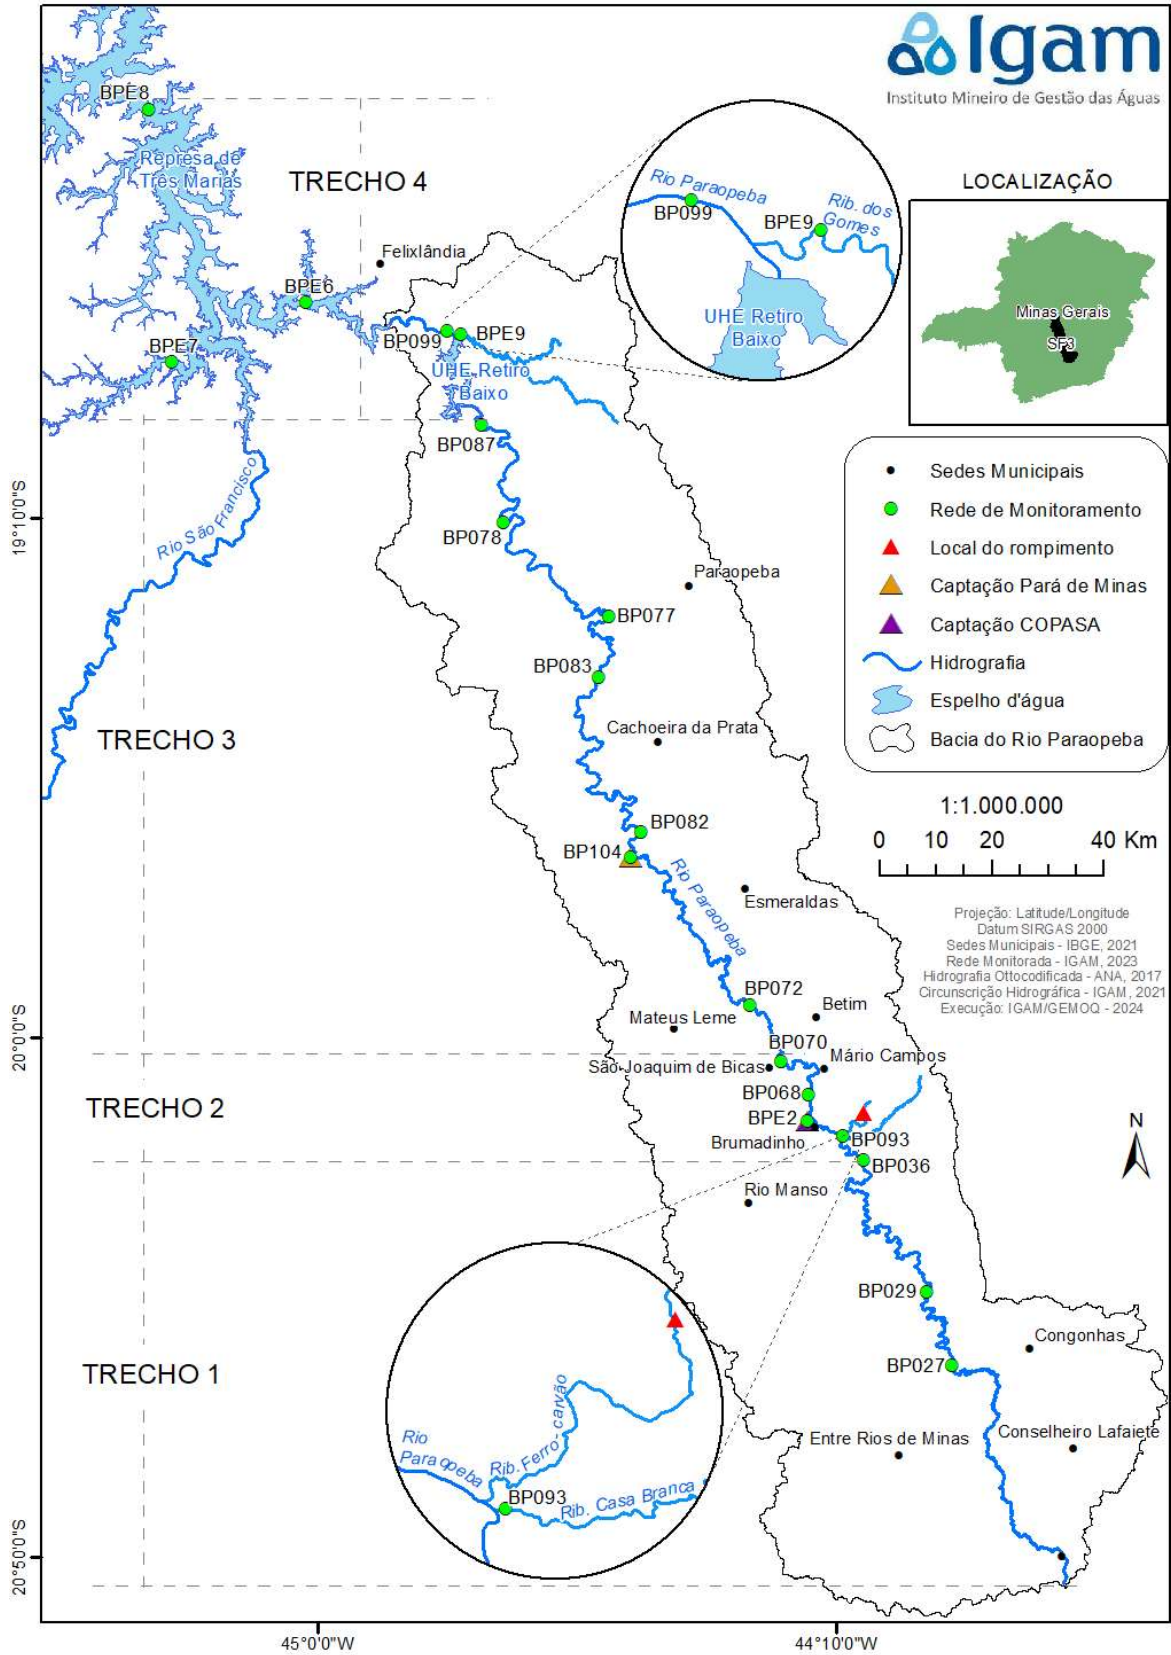 Igam
Instituto Mineiro de Gestão das Águas
BPE8
Represa de
Três Marias
TRECHO 4
Rio Paraopeba
BP099
Rib. dos
Gomes
BPE9
UHE Retiro
Baixo
LOCALIZAÇÃO
Minas Gerais
SF3
Felixlândia
BPE6
BPE7
BP099
BPE9
UHE Retiro
Baixo
BP087
Rio São Francisco
19°10'0"S
BP078
Paraopeba
BP077
BP083
Cachoeira da Prata
TRECHO 3
Sedes Municipais
Rede de Monitoramento
Local do rompimento
Captação Pará de Minas
Captação COPASA
Hidrografia
Espelho d'água
Bacia do Rio Paraopeba
1:1.000.000
0 10 20 40 Km
BP082
BP104
Rio Paraopeba
Esmeraldas
Projeção: Latitude/Longitude
Datum SIRGAS 2000
Sedes Municipais - IBGE, 2021
Rede Monitorada - IGAM, 2023
Hidrografia Ottocodificada - ANA, 2017
Circunscrição Hidrográfica - IGAM, 2021
Execução: IGAM/GEMOQ - 2024
BP072
Betim
Mateus Leme
20°0'0"S
BP070
Mário Campos
São Joaquim de Bicas
BP068
TRECHO 2
BPE2
Brumadinho
BP093
BP036
N
Rio Manso
BP029
Congonhas
BP027
TRECHO 1
Entre Rios de Minas
Conselheiro Lafaiete
Rib. Ferro-carvão
Rio
Paraopeba
BP093
Rib. Casa Branca
20°50'0"S
45°0'0"W
44°10'0"W